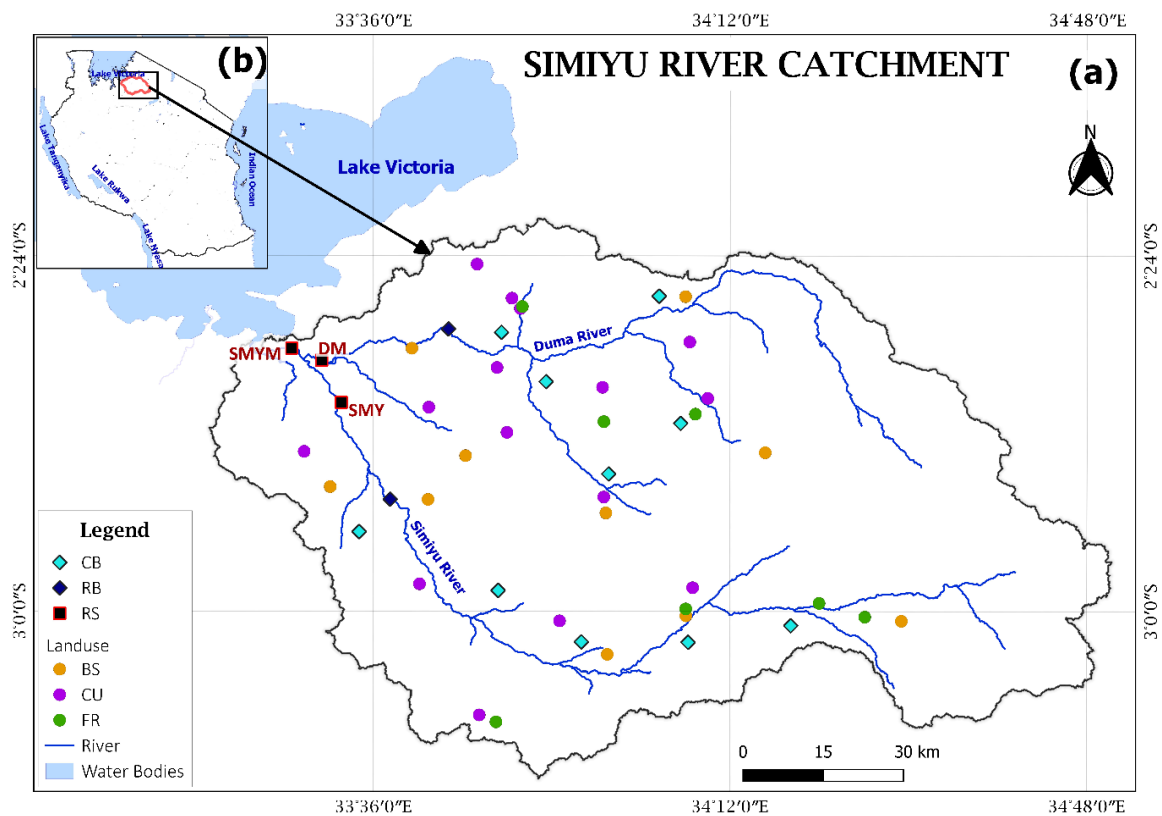 33°36′0″E 34°12′0″E 34°48′0″E
(b)
SIMIYU RIVER CATCHMENT
(a)
Lake Victoria
Lake Tanganyika
Lake Rukwa
Lake Nyasa
Indian Ocean
Lake Victoria
N
2°24′0″S
2°24′0″S
SMYM
DM
Duma River
SMY
Simiyu River
Legend
CB
RB
RS
Landuse
BS
CU
FR
River
Water Bodies
3°0′0″S
3°0′0″S
0 15 30 km
33°36′0″E 34°12′0″E 34°48′0″E